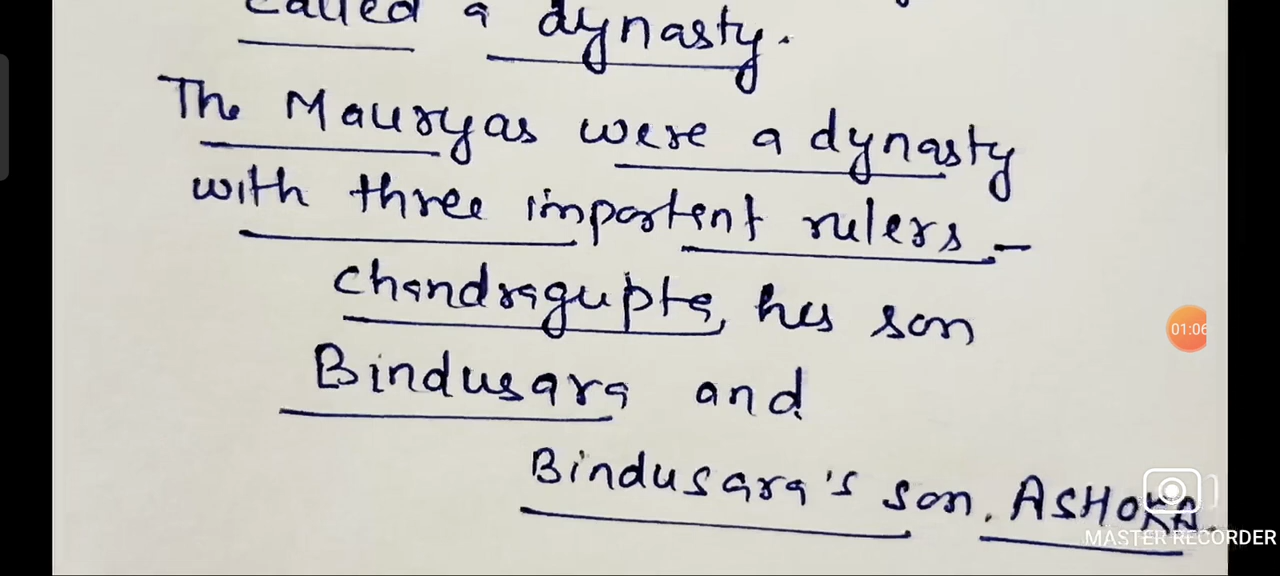 called a dynasty.
The Mauryas were a dynasty
with three important rulers –
Chandragupta, his son
Bindusara and
Bindusara's son, ASHOKA.
01:06
MASTER RECORDER